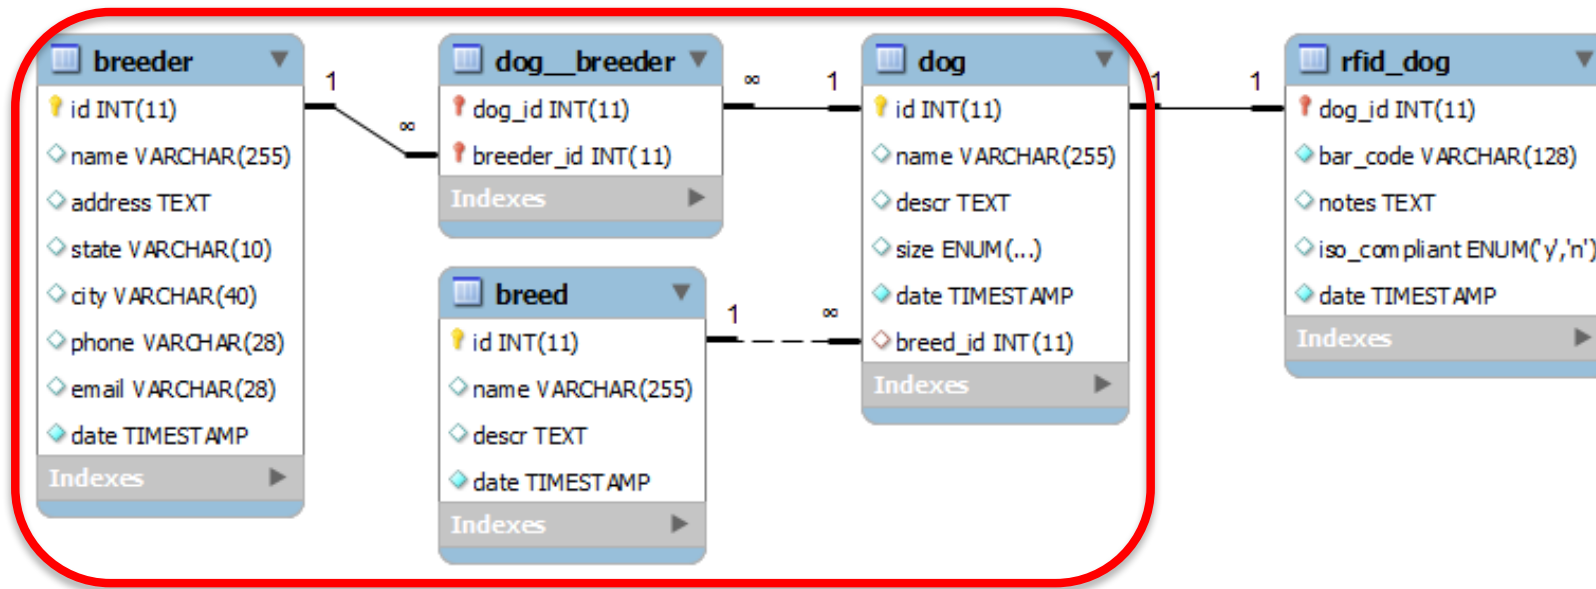 breeder
id INT(11)
name VARCHAR(255)
address TEXT
state VARCHAR(10)
city VARCHAR(40)
phone VARCHAR(28)
email VARCHAR(28)
date TIMESTAMP
Indexes
1
∞
dog__breeder
dog_id INT(11)
breeder_id INT(11)
Indexes
∞
1
breed
id INT(11)
name VARCHAR(255)
descr TEXT
date TIMESTAMP
Indexes
1
∞
dog
id INT(11)
name VARCHAR(255)
descr TEXT
size ENUM(...)
date TIMESTAMP
breed_id INT(11)
Indexes
1
1
rfid_dog
dog_id INT(11)
bar_code VARCHAR(128)
notes TEXT
iso_compliant ENUM('y','n')
date TIMESTAMP
Indexes